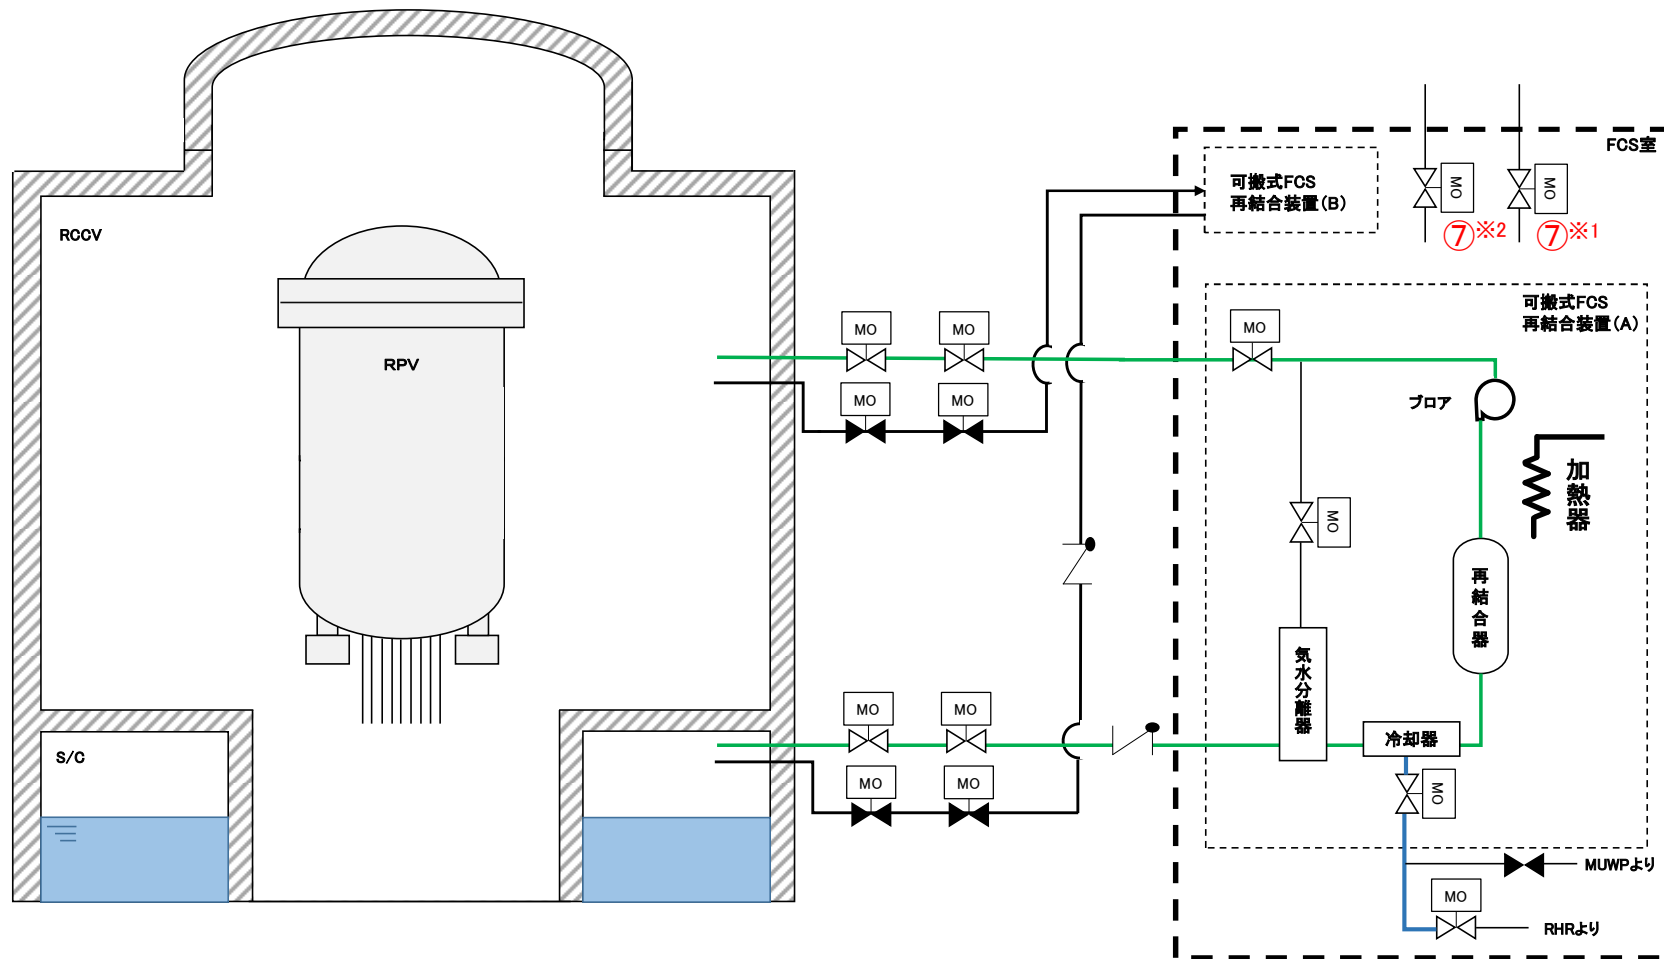 FCS室
可搬式FCS
再結合装置(B)
MO
MO
⑦※2
⑦※1
RCCV
可搬式FCS
再結合装置(A)
MO
MO
MO
RPV
MO
MO
ブロア
加熱器
MO
再結合器
気水分離器
MO
MO
冷却器
S/C
MO
MO
MO
MUWPより
MO
RHRより